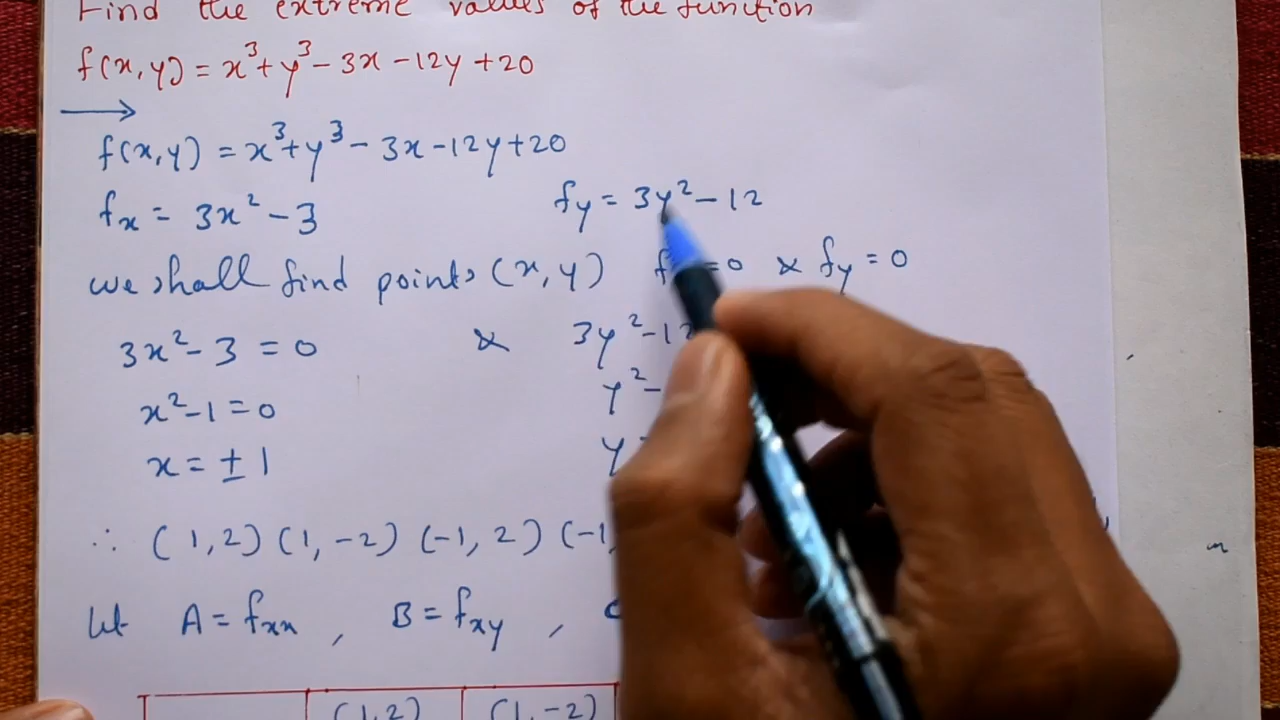 Find the extreme values of the function
f(x,y) = x³+y³-3x-12y+20
f(x,y) = x³+y³-3x-12y+20
fx = 3x²-3 fy = 3y²-12
we shall find points (x,y) f =0 & fy=0
3x²-3=0 & 3y²-12
x²-1=0 y²-
x=±1 y
∴ (1,2) (1,-2) (-1,2) (-1,
let A=fxx , B=fxy ,
(1,2) (1,-2)